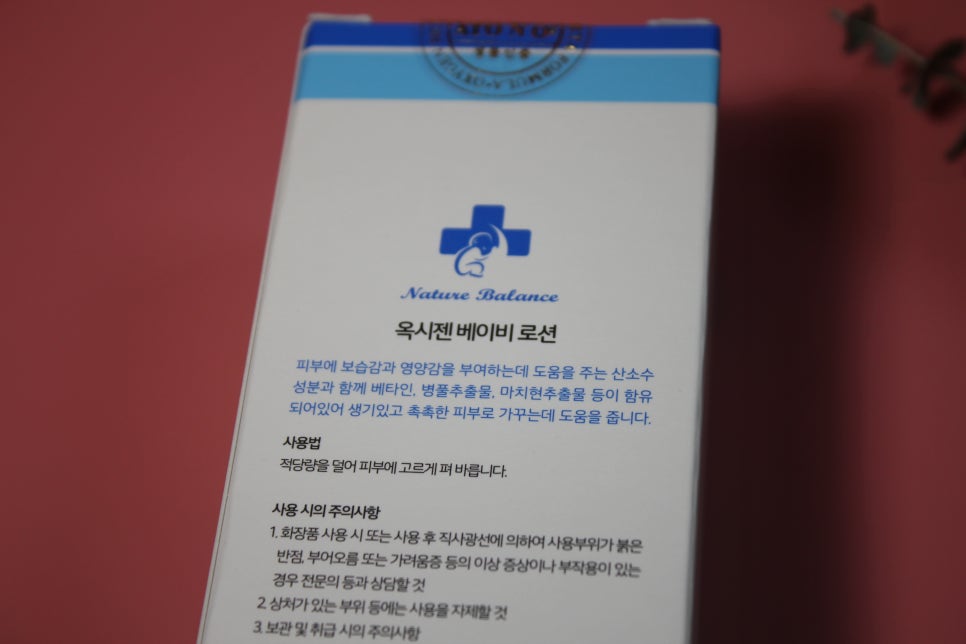 FORMULA
Nature Balance
옥시젠 베이비 로션
피부에 보습감과 영양감을 부여하는데 도움을 주는 산소수
성분과 함께 베타인, 병풀추출물, 마치현추출물 등이 함유
되어있어 생기있고 촉촉한 피부로 가꾸는데 도움을 줍니다.
사용법
적당량을 덜어 피부에 고르게 펴 바릅니다.
사용 시의 주의사항
1. 화장품 사용 시 또는 사용 후 직사광선에 의하여 사용부위가 붉은
반점, 부어오름 또는 가려움증 등의 이상 증상이나 부작용이 있는
경우 전문의 등과 상담할 것
2. 상처가 있는 부위 등에는 사용을 자제할 것
3. 보관 및 취급 시의 주의사항